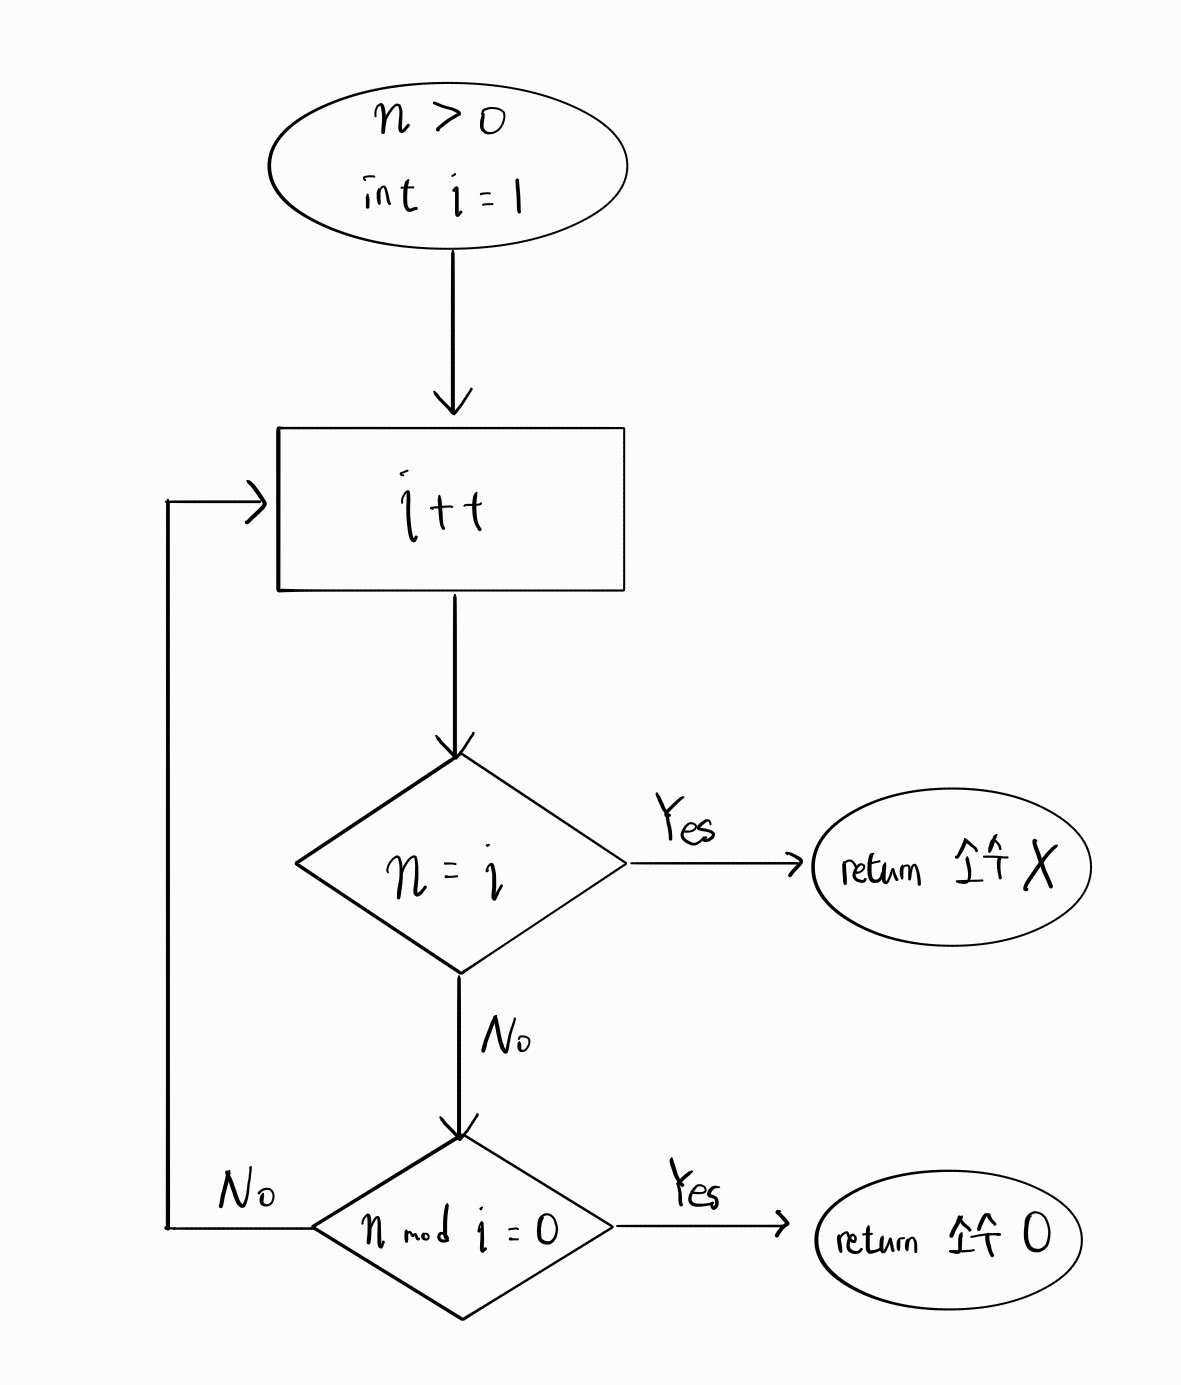 n > 0
int i = 1
i++
n = i
Yes
return 소수 X
No
n mod i = 0
Yes
return 소수 O
No